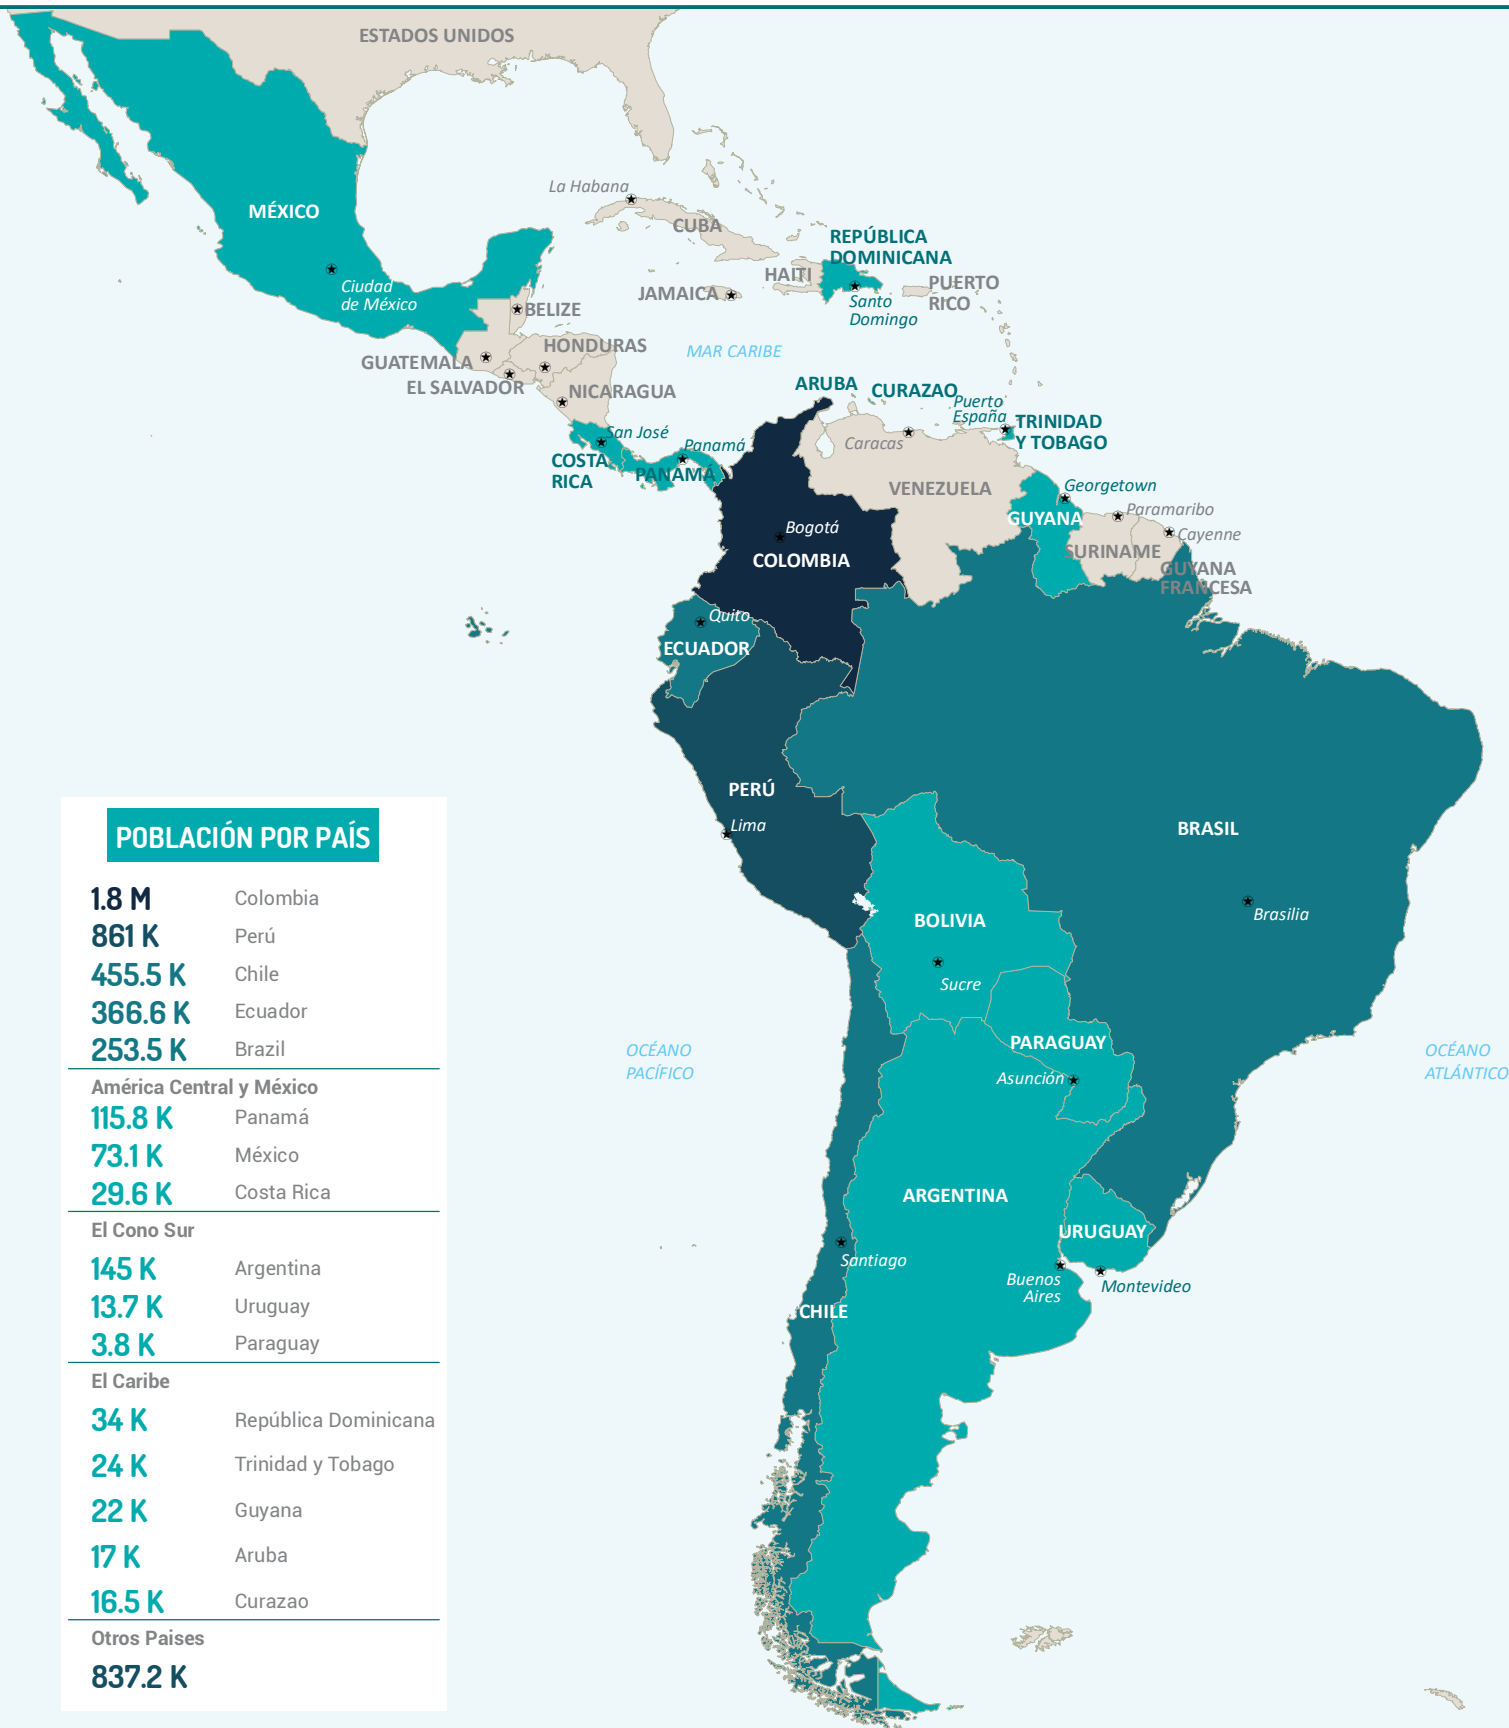 ESTADOS UNIDOS
La Habana
MÉXICO
CUBA
REPÚBLICA
DOMINICANA
HAITI
Ciudad
de México
JAMAICA
PUERTO
RICO
Santo
Domingo
BELIZE
HONDURAS
MAR CARIBE
GUATEMALA
EL SALVADOR
NICARAGUA
ARUBA
CURAZAO
Puerto
España
TRINIDAD
Y TOBAGO
San José
Panamá
Caracas
COSTA
RICA
PANAMÁ
VENEZUELA
Georgetown
GUYANA
Paramaribo
Bogotá
Cayenne
COLOMBIA
SURINAME
GUYANA
FRANCESA
Quito
ECUADOR
PERÚ
Lima
BRASIL
Brasilia
BOLIVIA
Sucre
PARAGUAY
OCÉANO
PACÍFICO
OCÉANO
ATLÁNTICO
Asunción
ARGENTINA
URUGUAY
Santiago
Buenos
Aires
Montevideo
CHILE
POBLACIÓN POR PAÍS
1.8 M Colombia
861 K Perú
455.5 K Chile
366.6 K Ecuador
253.5 K Brazil
América Central y México
115.8 K Panamá
73.1 K México
29.6 K Costa Rica
El Cono Sur
145 K Argentina
13.7 K Uruguay
3.8 K Paraguay
El Caribe
34 K República Dominicana
24 K Trinidad y Tobago
22 K Guyana
17 K Aruba
16.5 K Curazao
Otros Paises
837.2 K